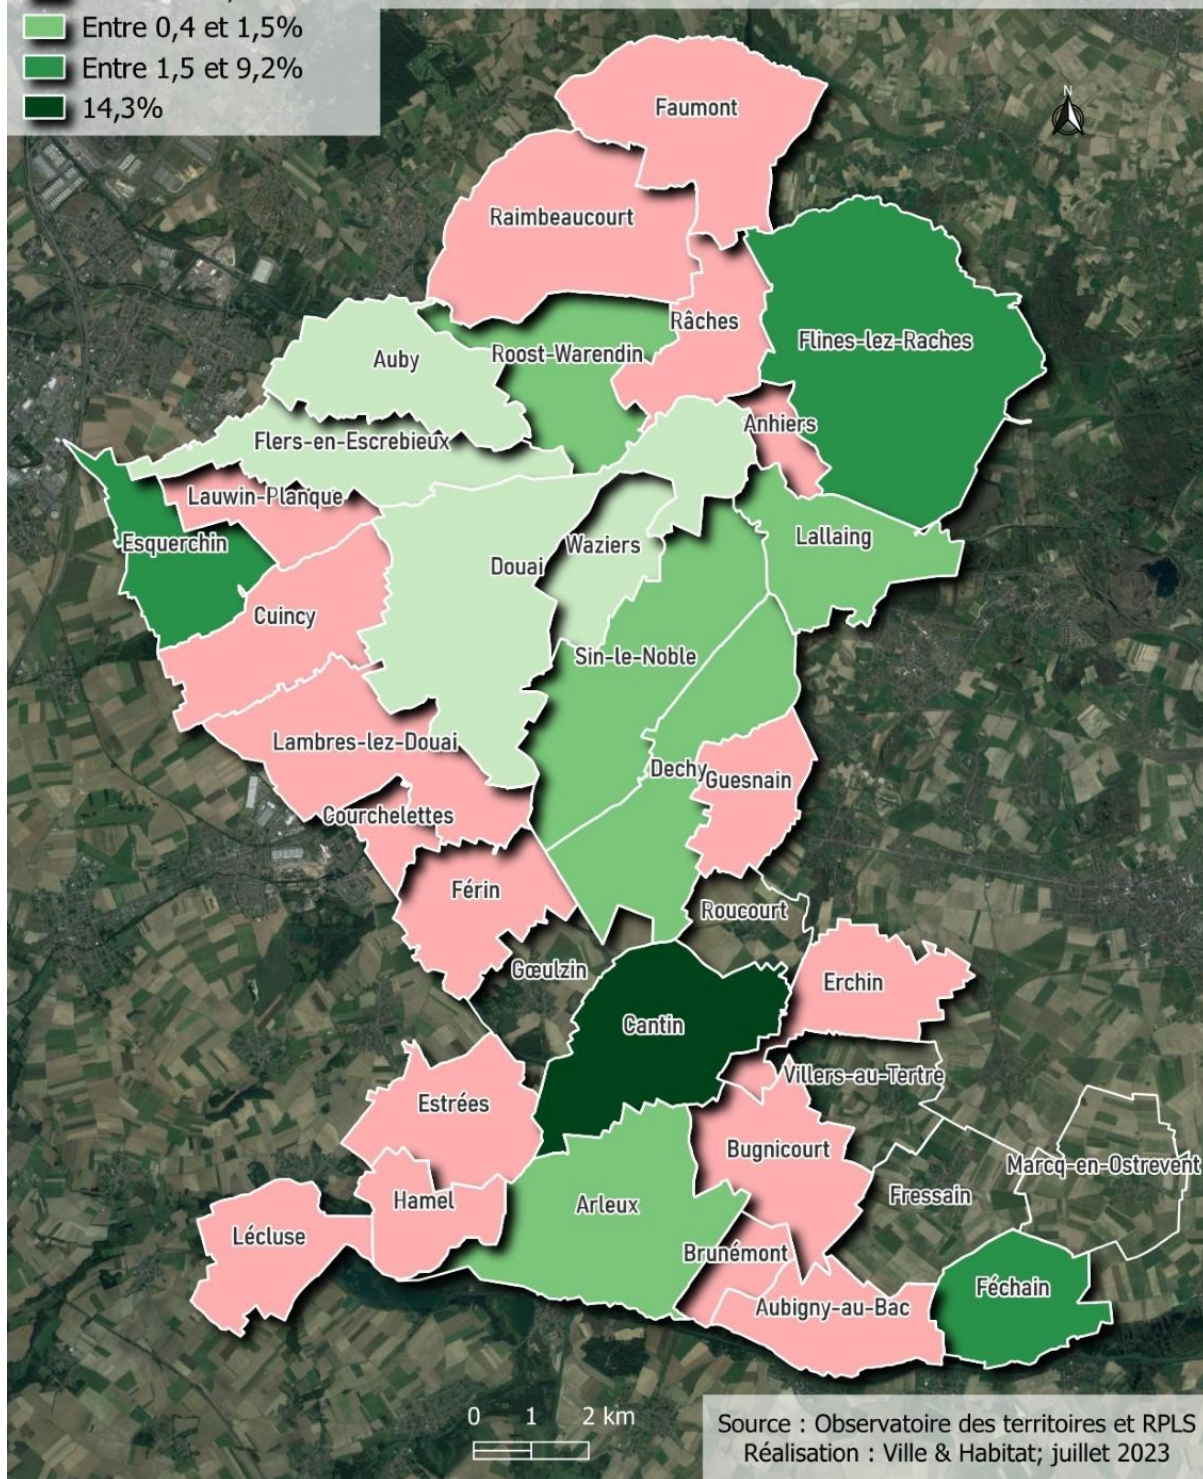 Entre 0,4 et 1,5%
Entre 1,5 et 9,2%
14,3%
N
Faumont
Raimbeaucourt
Râches
Flines-lez-Raches
Roost-Warendin
Auby
Anhiers
Flers-en-Escrebieux
Lauwin-Planque
Esquerchin
Waziers
Lallaing
Douai
Cuincy
Sin-le-Noble
Lambres-lez-Douai
Dechy
Guesnain
Courchelettes
Férin
Roucourt
Gœulzin
Erchin
Cantin
Villers-au-Tertre
Estrées
Bugnicourt
Marcq-en-Ostrevent
Fressain
Hamel
Arleux
Lécluse
Brunémont
Féchain
Aubigny-au-Bac
0 1 2 km
Source : Observatoire des territoires et RPLS
Réalisation : Ville & Habitat; juillet 2023